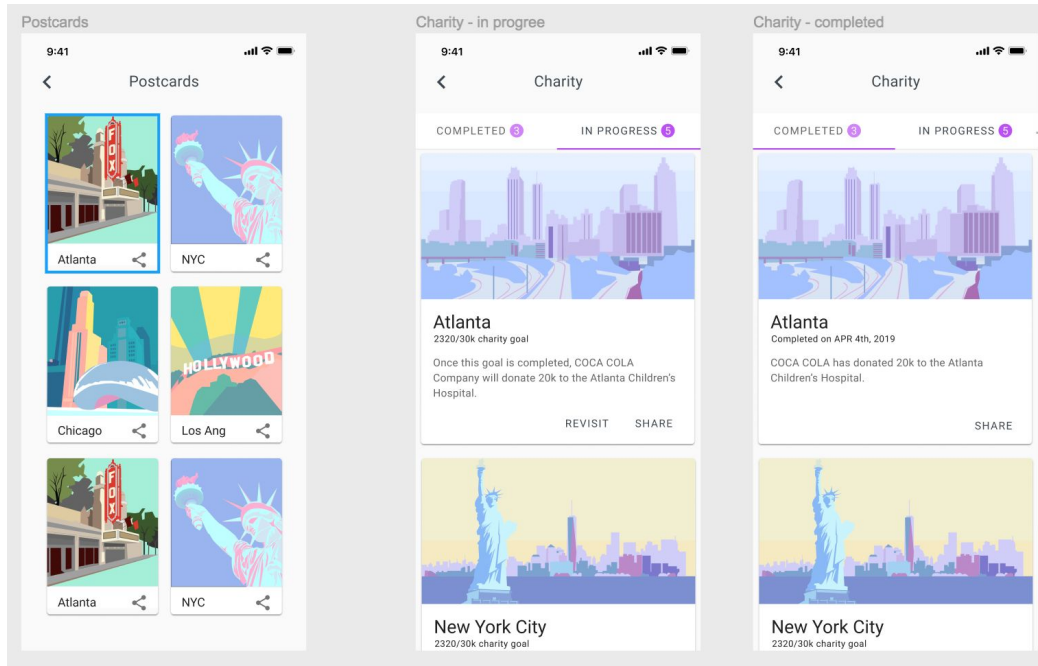 Postcards
9:41
Postcards
FOX
Atlanta
NYC
HOLLYWOOD
Chicago
Los Ang
FOX
Atlanta
NYC
Charity - in progree
9:41
Charity
COMPLETED 3
IN PROGRESS 5
Atlanta
2320/30k charity goal
Once this goal is completed, COCA COLA
Company will donate 20k to the Atlanta Children's
Hospital.
REVISIT SHARE
New York City
2320/30k charity goal
Charity - completed
9:41
Charity
COMPLETED 3
IN PROGRESS 5
Atlanta
Completed on APR 4th, 2019
COCA COLA has donated 20k to the Atlanta
Children's Hospital.
SHARE
New York City
2320/30k charity goal